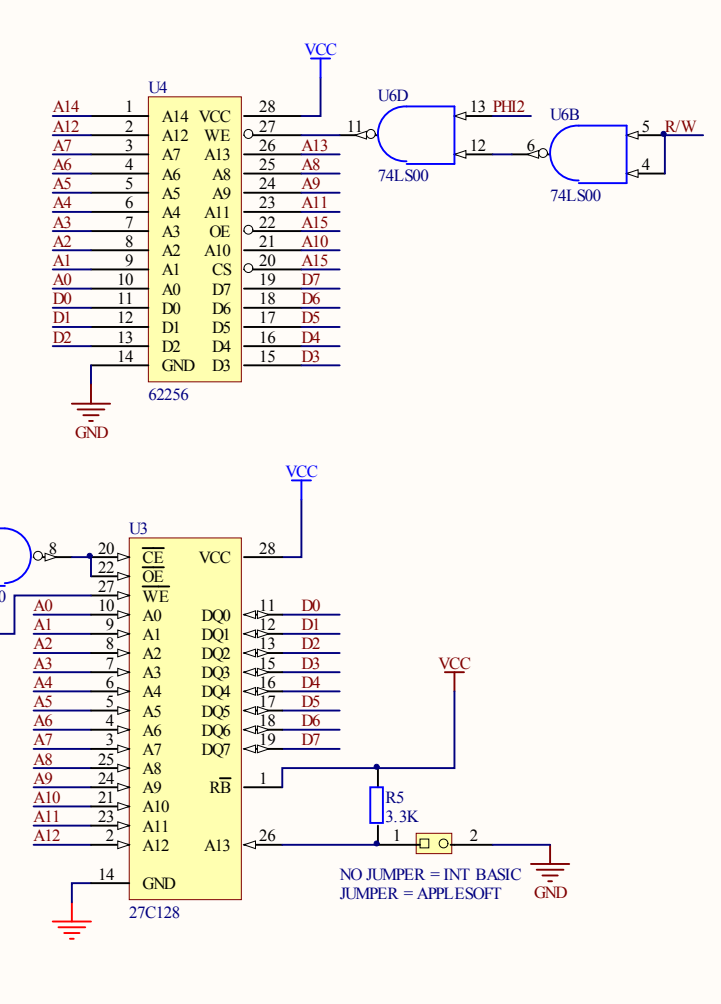 VCC
U4
A14 1 A14 VCC 28
A12 2 A12 WE 27
A7 3 A7 A13 26 A13
A6 4 A6 A8 25 A8
A5 5 A5 A9 24 A9
A4 6 A4 A11 23 A11
A3 7 A3 OE 22 A15
A2 8 A2 A10 21 A10
A1 9 A1 CS 20 A15
A0 10 A0 D7 19 D7
D0 11 D0 D6 18 D6
D1 12 D1 D5 17 D5
D2 13 D2 D4 16 D4
14 GND D3 15 D3
62256
GND
U6D
11 13 PHI2
12
74LS00
U6B
6 5 R/W
4
74LS00
VCC
U3
8 20 CE VCC 28
22 OE
27 WE
0
A0 10 A0 DQ0 11 D0
A1 9 A1 DQ1 12 D1
A2 8 A2 DQ2 13 D2
A3 7 A3 DQ3 15 D3
A4 6 A4 DQ4 16 D4
A5 5 A5 DQ5 17 D5
A6 4 A6 DQ6 18 D6
A7 3 A7 DQ7 19 D7
A8 25 A8
A9 24 A9 RB 1
A10 21 A10
A11 23 A11
A12 2 A12 A13 26
14 GND
27C128
VCC
R5
3.3K
1 2
NO JUMPER = INT BASIC
JUMPER = APPLESOFT
GND